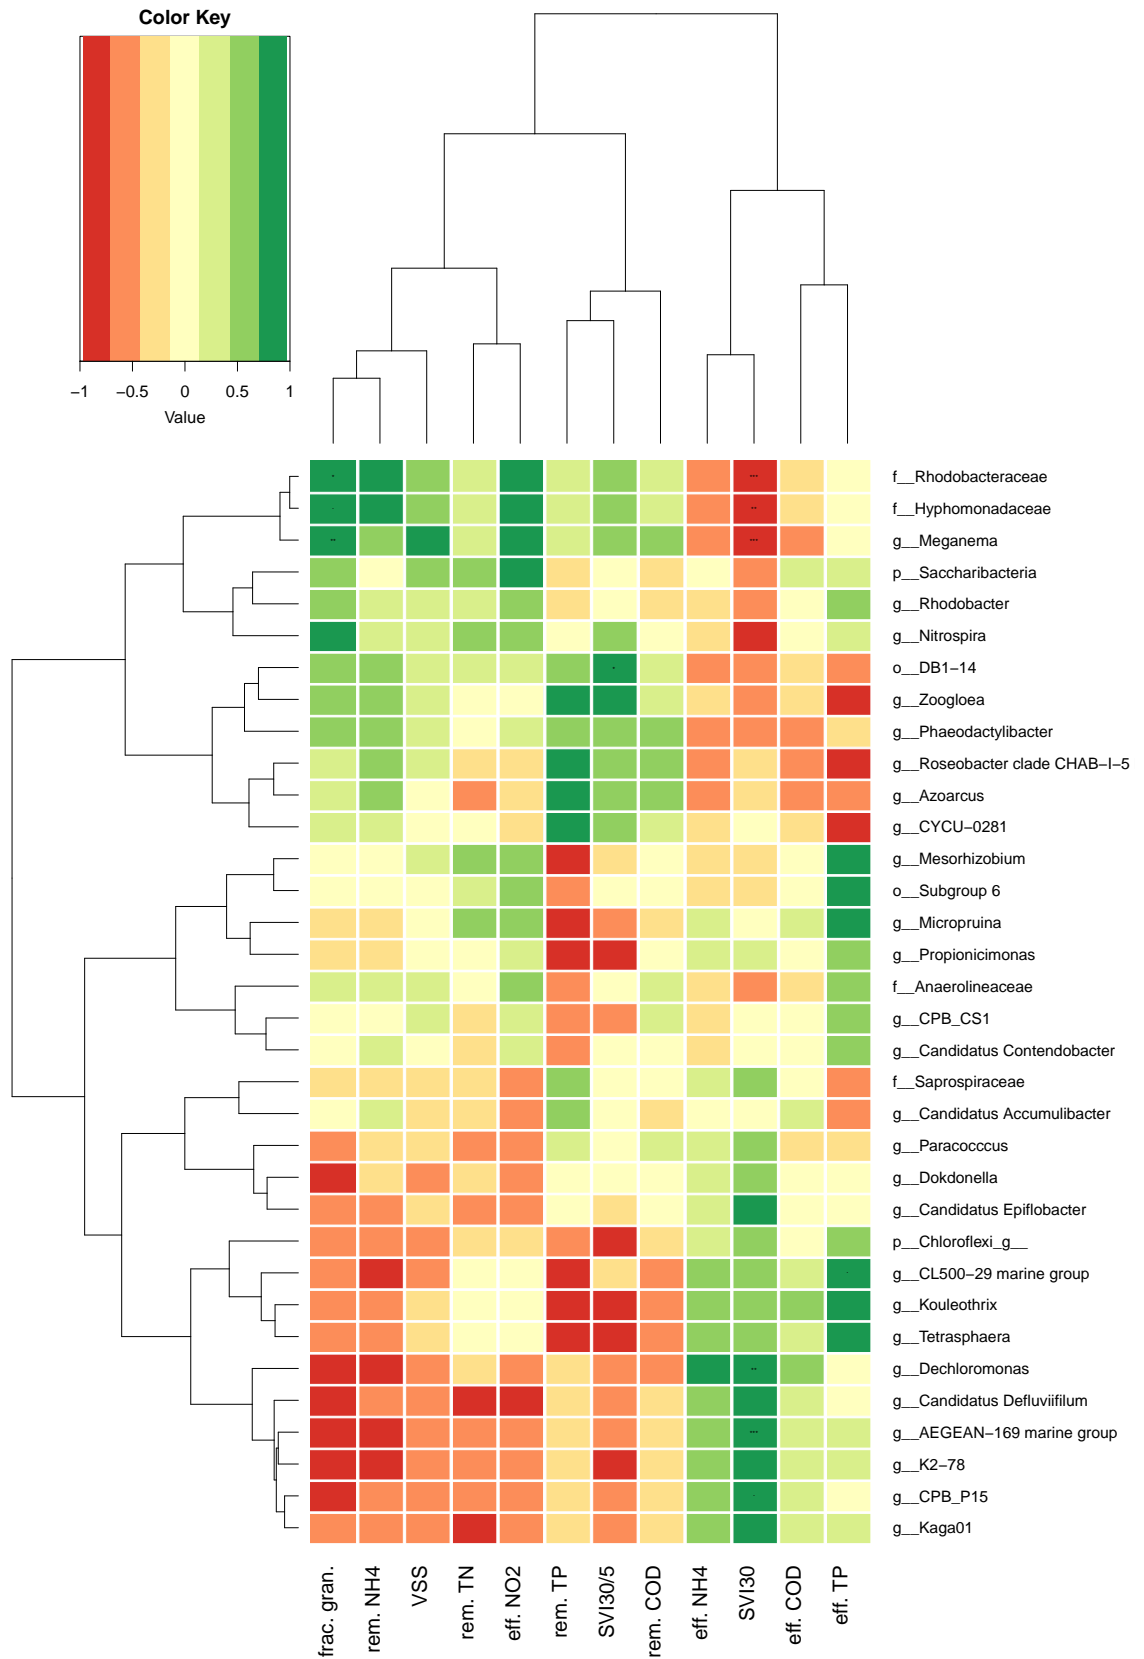 Color Key
−1 −0.5 0 0.5 1
Value
f__Rhodobacteraceae
f__Hyphomonadaceae
g__Meganema
p__Saccharibacteria
g__Rhodobacter
g__Nitrospira
o__DB1−14
g__Zoogloea
g__Phaeodactylibacter
g__Roseobacter clade CHAB−I−5
g__Azoarcus
g__CYCU−0281
g__Mesorhizobium
o__Subgroup 6
g__Micropruina
g__Propionicimonas
f__Anaerolineaceae
g__CPB_CS1
g__Candidatus Contendobacter
f__Saprospiraceae
g__Candidatus Accumulibacter
g__Paracocccus
g__Dokdonella
g__Candidatus Epiflobacter
p__Chloroflexi_g__
g__CL500−29 marine group
g__Kouleothrix
g__Tetrasphaera
g__Dechloromonas
g__Candidatus Defluviifilum
g__AEGEAN−169 marine group
g__K2−78
g__CPB_P15
g__Kaga01
frac. gran.
rem. NH4
VSS
rem. TN
eff. NO2
rem. TP
SVI30/5
rem. COD
eff. NH4
SVI30
eff. COD
eff. TP